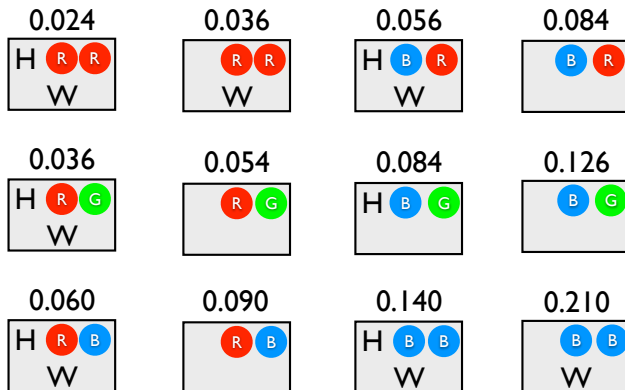 0.024 0.036 0.056 0.084
H R R R R H B R B R
W W W
0.036 0.054 0.084 0.126
H R G R G H B G B G
W
0.060 0.090 0.140 0.210
H R B R B H B B B B
W W W